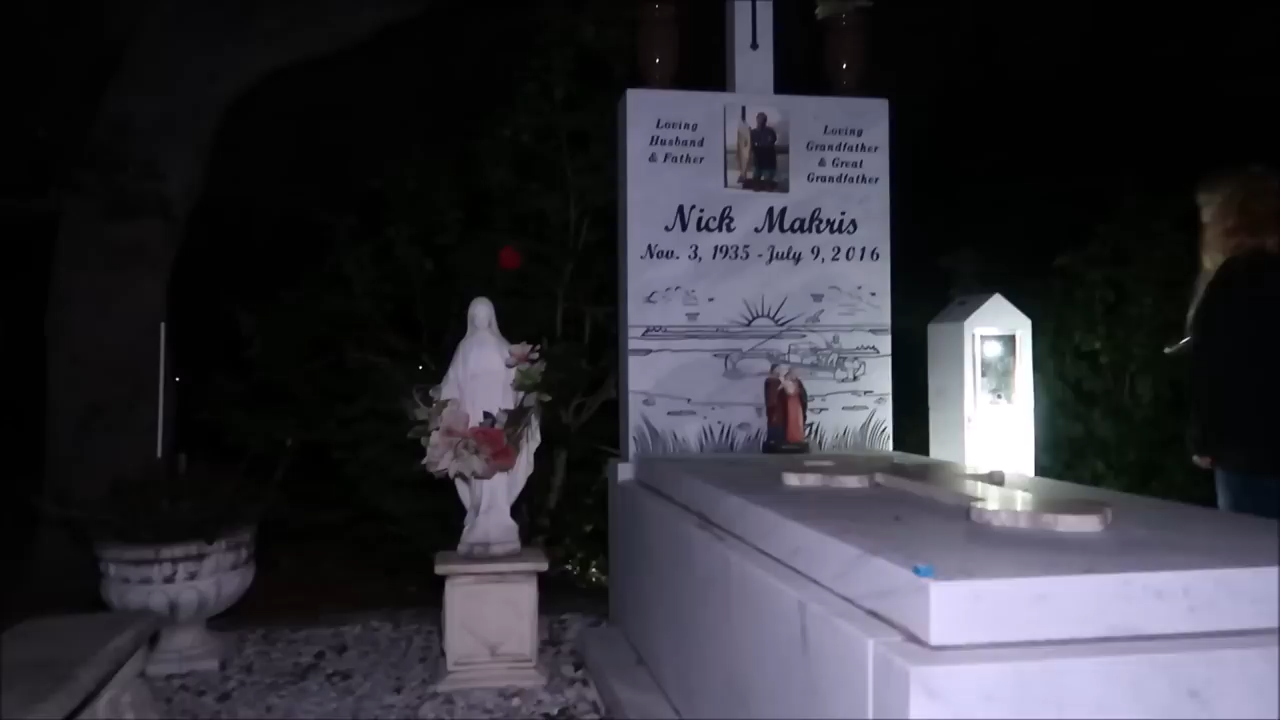 Loving
Husband
& Father
Loving
Grandfather
& Great
Grandfather
Nick Makris
Nov. 3, 1935 - July 9, 2016